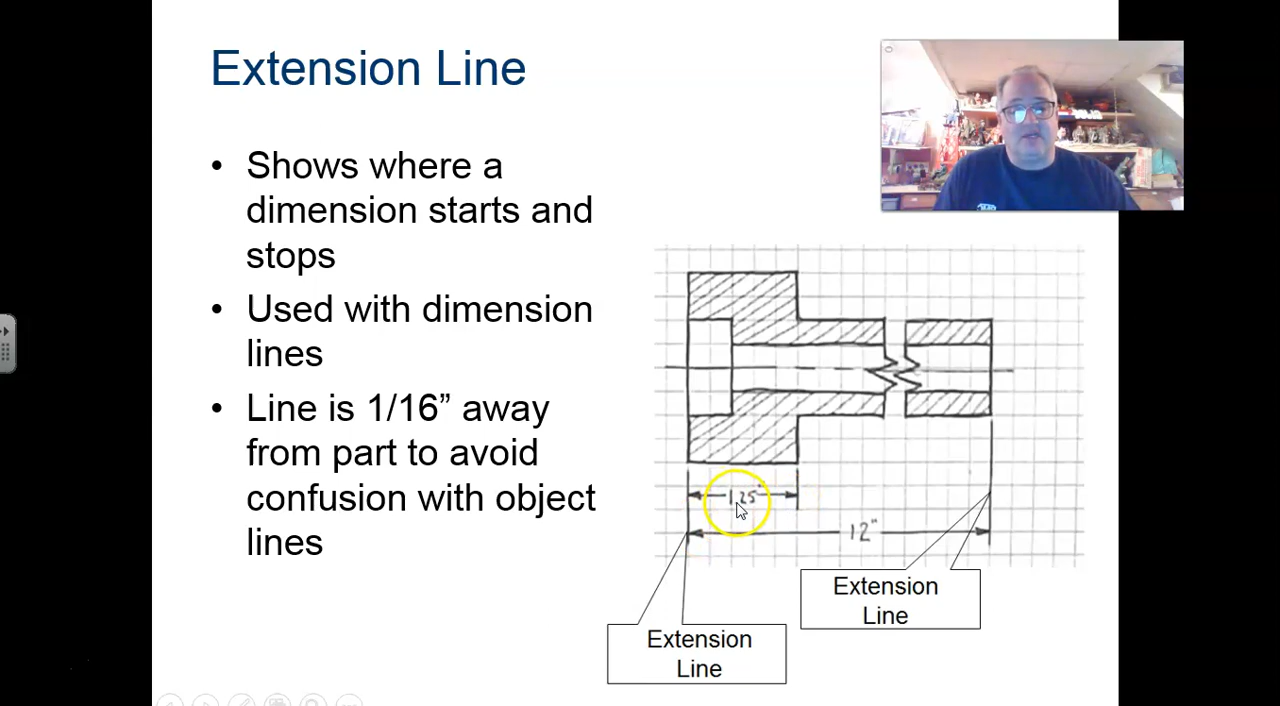 Extension Line
• Shows where a
dimension starts and
stops
• Used with dimension
lines
• Line is 1/16” away
from part to avoid
confusion with object
lines
1.25"
12"
Extension
Line
Extension
Line